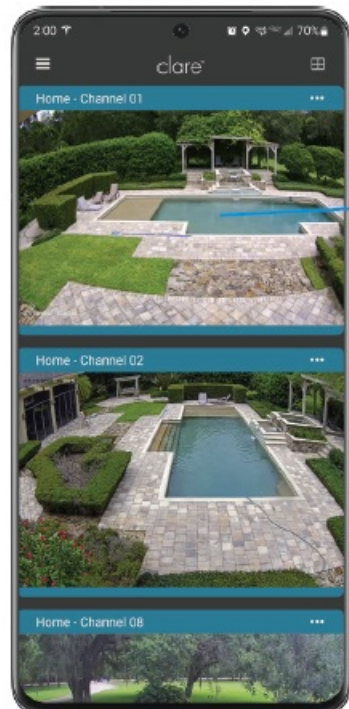 2:00
70%
clare
Home - Channel 01
Home - Channel 02
Home - Channel 08